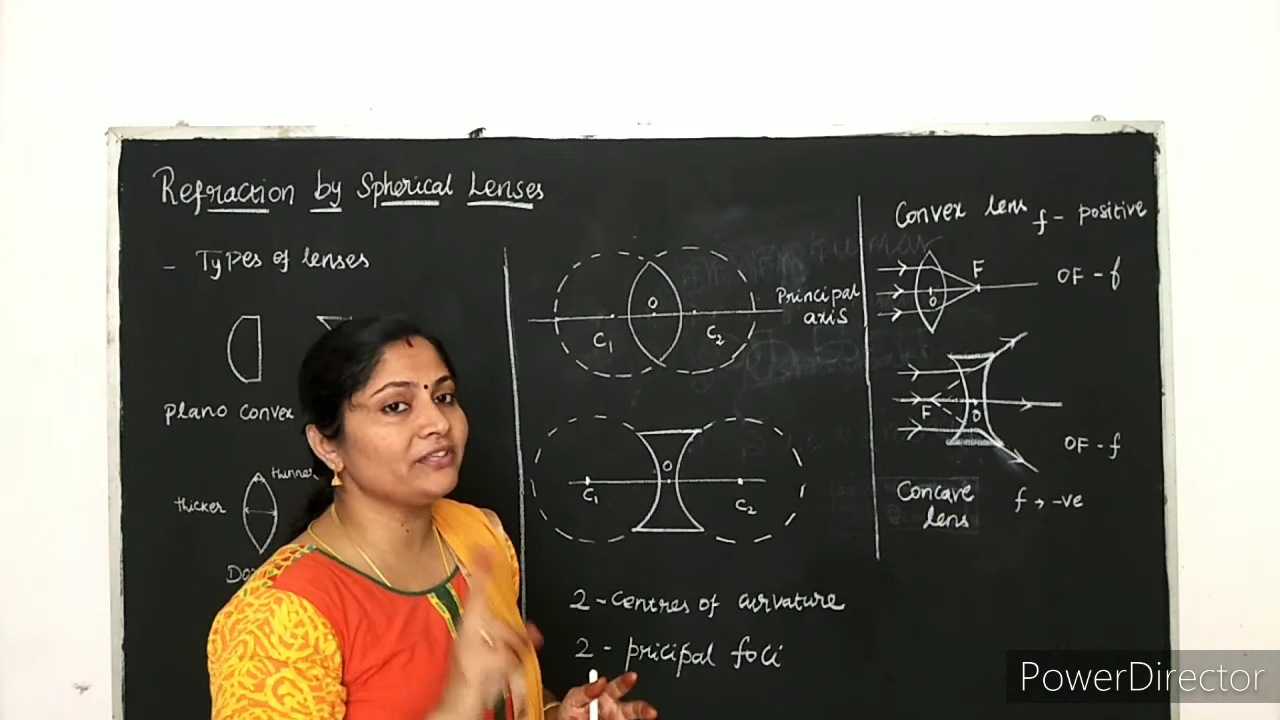 Refraction by Spherical Lenses
- Types of lenses
plano convex
thinner
thicker
O
C1
C2
Principal
axis
O
C1
C2
2 - Centres of curvature
2 - pricipal foci
Convex lens f - positive
F
O
OF - f
F
O
OF - f
Concave
lens
f → -ve
PowerDirector